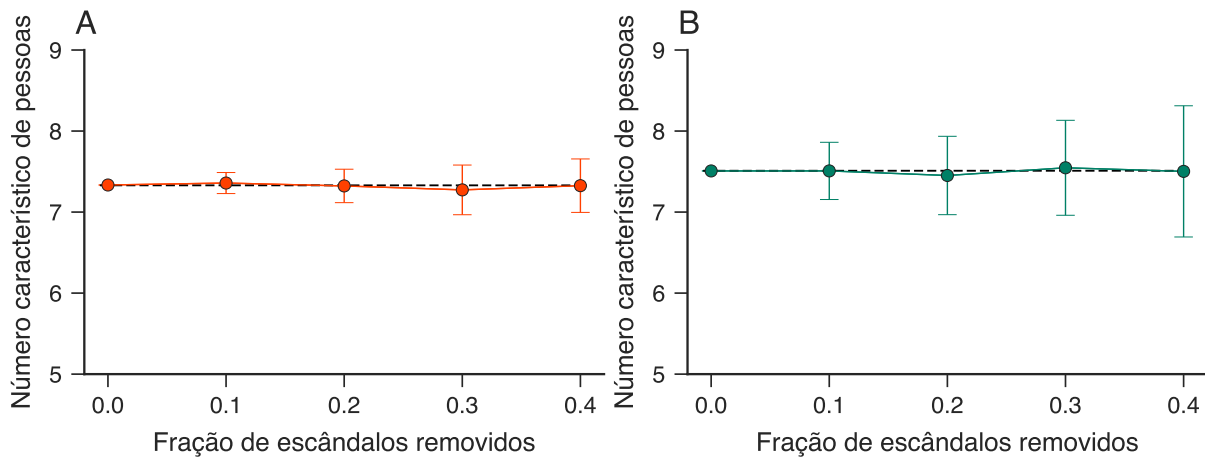 A
Número característico de pessoas
9
8
7
6
5
0.0 0.1 0.2 0.3 0.4
Fração de escândalos removidos
B
Número característico de pessoas
9
8
7
6
5
0.0 0.1 0.2 0.3 0.4
Fração de escândalos removidos